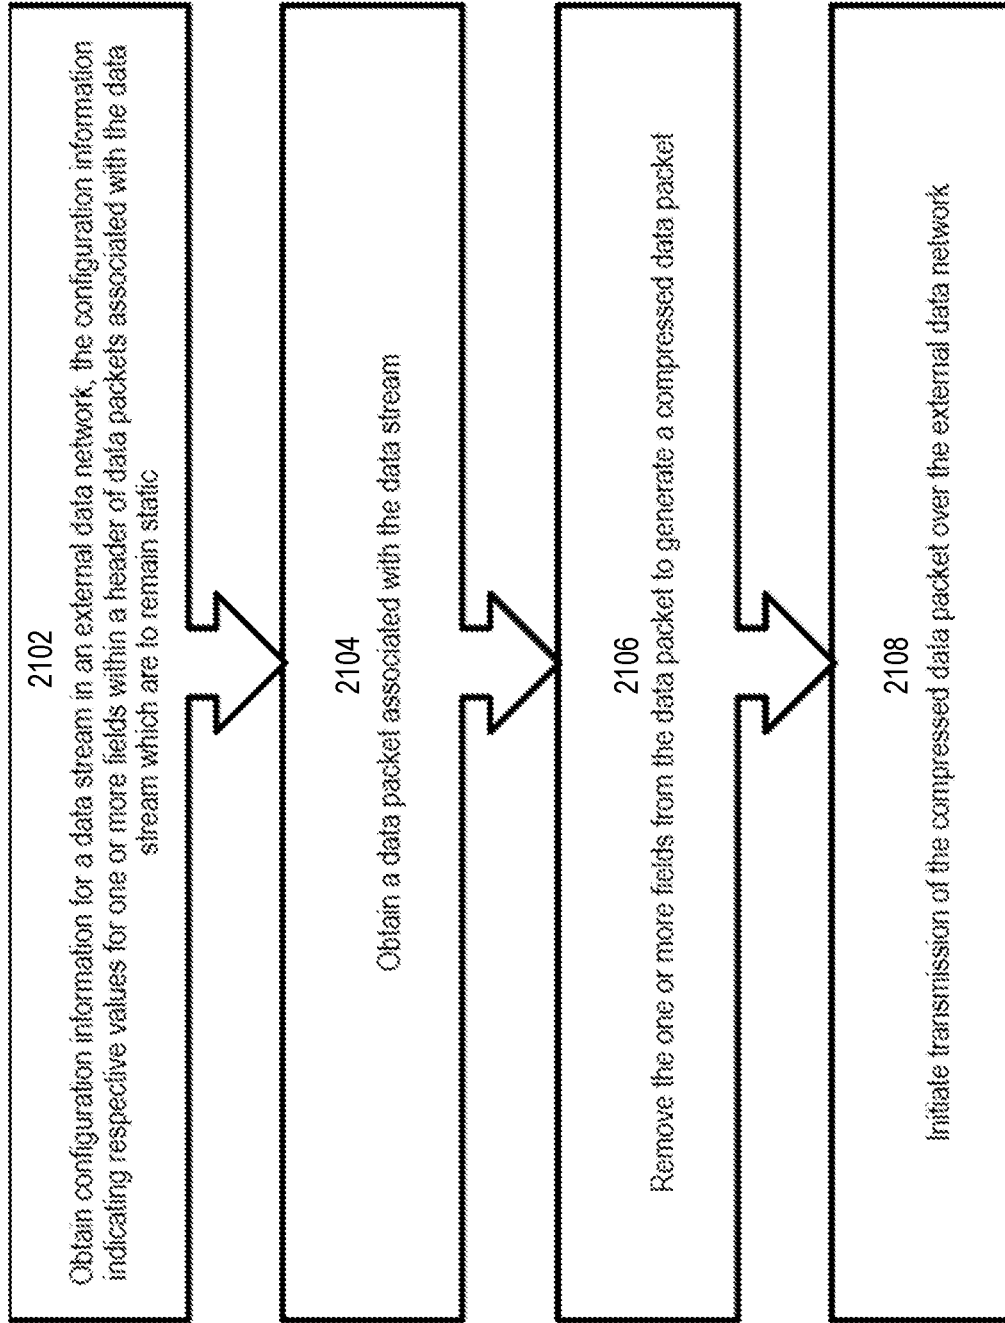 2102
Obtain configuration information for a data stream in an external data network, the configuration information
indicating respective values for one or more fields within a header of data packets associated with the data
stream which are to remain static
2104
Obtain a data packet associated with the data stream
2106
Remove the one or more fields from the data packet to generate a compressed data packet
2108
Initiate transmission of the compressed data packet over the external data network